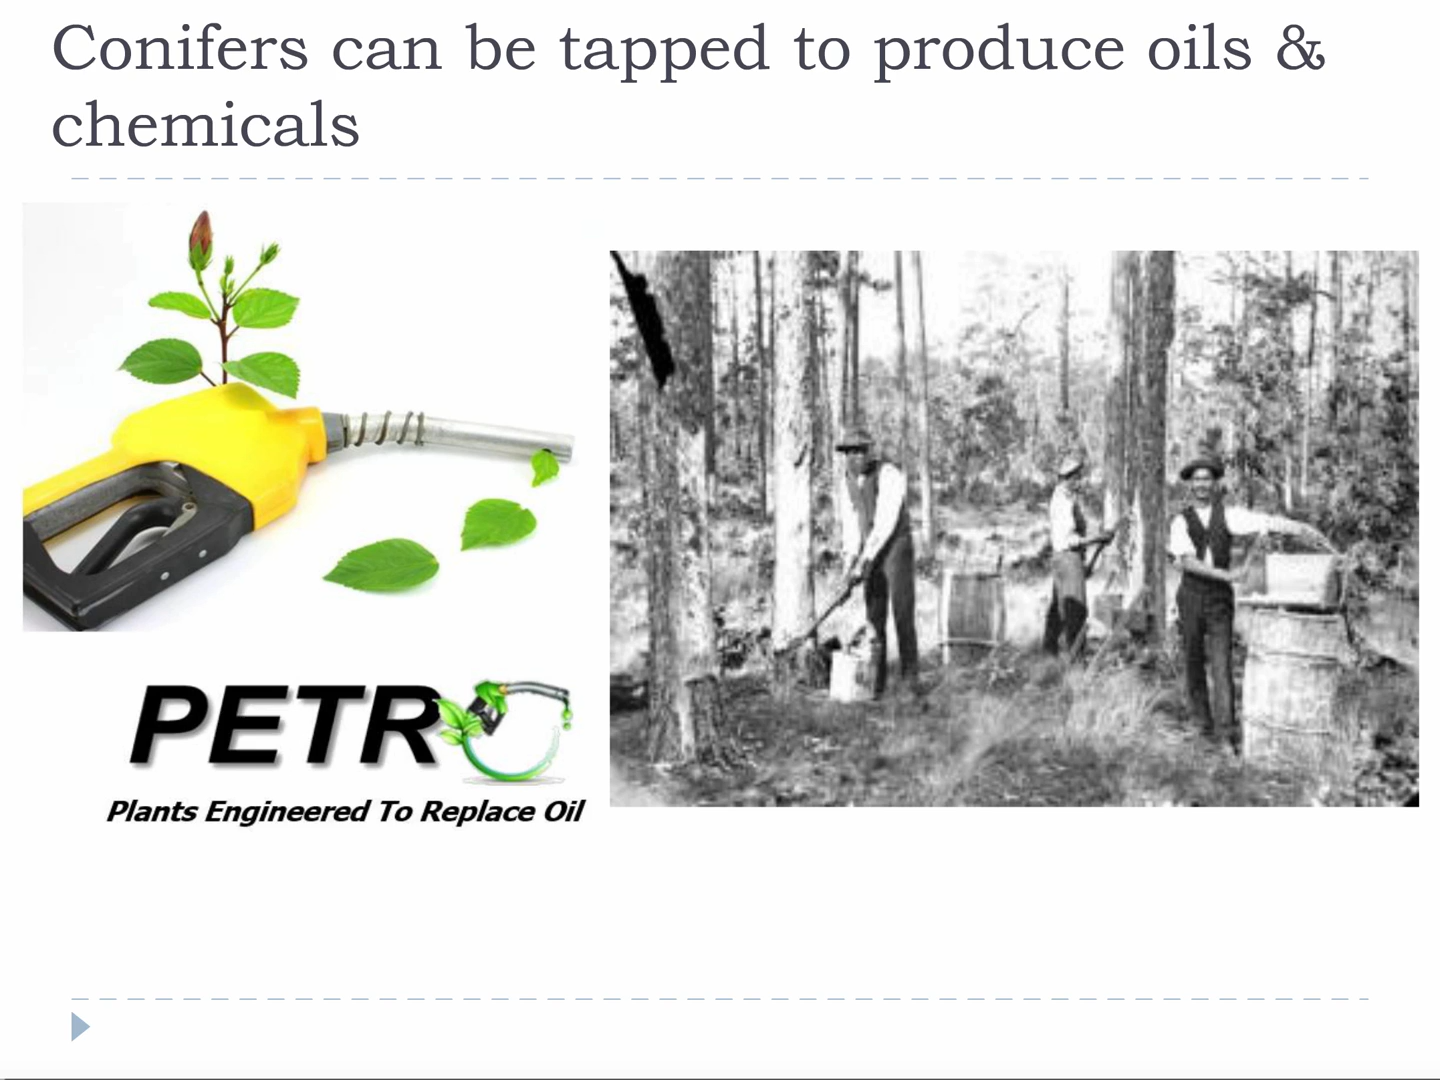 Conifers can be tapped to produce oils &
chemicals
PETRO
Plants Engineered To Replace Oil